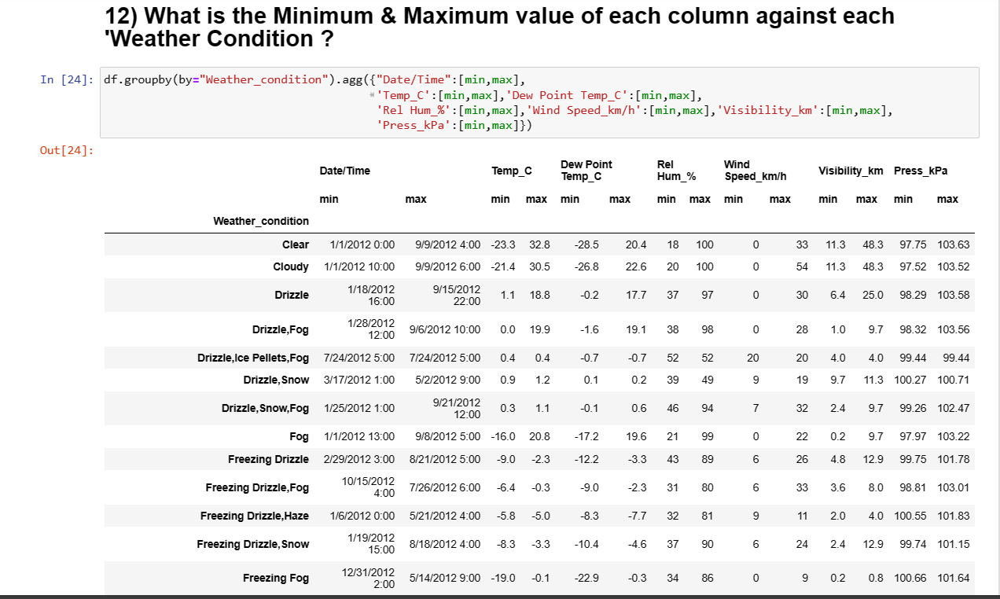 12) What is the Minimum & Maximum value of each column against each
'Weather Condition ?
In [24]: df.groupby(by="Weather_condition").agg({"Date/Time":[min,max],
*'Temp_C':[min,max],'Dew Point Temp_C':[min,max],
'Rel Hum_%':[min,max],'Wind Speed_km/h':[min,max],'Visibility_km':[min,max],
'Press_kPa':[min,max]})
Out[24]:
Date/Time Temp_C Dew Point Temp_C Rel Hum_% Wind Speed_km/h Visibility_km Press_kPa
min max min max min max min max min max min max min max
Weather_condition
Clear 1/1/2012 0:00 9/9/2012 4:00 -23.3 32.8 -28.5 20.4 18 100 0 33 11.3 48.3 97.75 103.63
Cloudy 1/1/2012 10:00 9/9/2012 6:00 -21.4 30.5 -26.8 22.6 20 100 0 54 11.3 48.3 97.52 103.52
Drizzle 1/18/2012 16:00 9/15/2012 22:00 1.1 18.8 -0.2 17.7 37 97 0 30 6.4 25.0 98.29 103.58
Drizzle,Fog 1/28/2012 12:00 9/6/2012 10:00 0.0 19.9 -1.6 19.1 38 98 0 28 1.0 9.7 98.32 103.56
Drizzle,Ice Pellets,Fog 7/24/2012 5:00 7/24/2012 5:00 0.4 0.4 -0.7 -0.7 52 52 20 20 4.0 4.0 99.44 99.44
Drizzle,Snow 3/17/2012 1:00 5/2/2012 9:00 0.9 1.2 0.1 0.2 39 49 9 19 9.7 11.3 100.27 100.71
Drizzle,Snow,Fog 1/25/2012 1:00 9/21/2012 12:00 0.3 1.1 -0.1 0.6 46 94 7 32 2.4 9.7 99.26 102.47
Fog 1/1/2012 13:00 9/8/2012 5:00 -16.0 20.8 -17.2 19.6 21 99 0 22 0.2 9.7 97.97 103.22
Freezing Drizzle 2/29/2012 3:00 8/21/2012 5:00 -9.0 -2.3 -12.2 -3.3 43 89 6 26 4.8 12.9 99.75 101.78
Freezing Drizzle,Fog 10/15/2012 4:00 7/26/2012 6:00 -6.4 -0.3 -9.0 -2.3 31 80 6 33 3.6 8.0 98.81 103.01
Freezing Drizzle,Haze 1/6/2012 0:00 5/21/2012 4:00 -5.8 -5.0 -8.3 -7.7 32 81 9 11 2.0 4.0 100.55 101.83
Freezing Drizzle,Snow 1/19/2012 15:00 8/18/2012 4:00 -8.3 -3.3 -10.4 -4.6 37 90 6 24 2.4 12.9 99.74 101.15
Freezing Fog 12/31/2012 2:00 5/14/2012 9:00 -19.0 -0.1 -22.9 -0.3 34 86 0 9 0.2 0.8 100.66 101.64